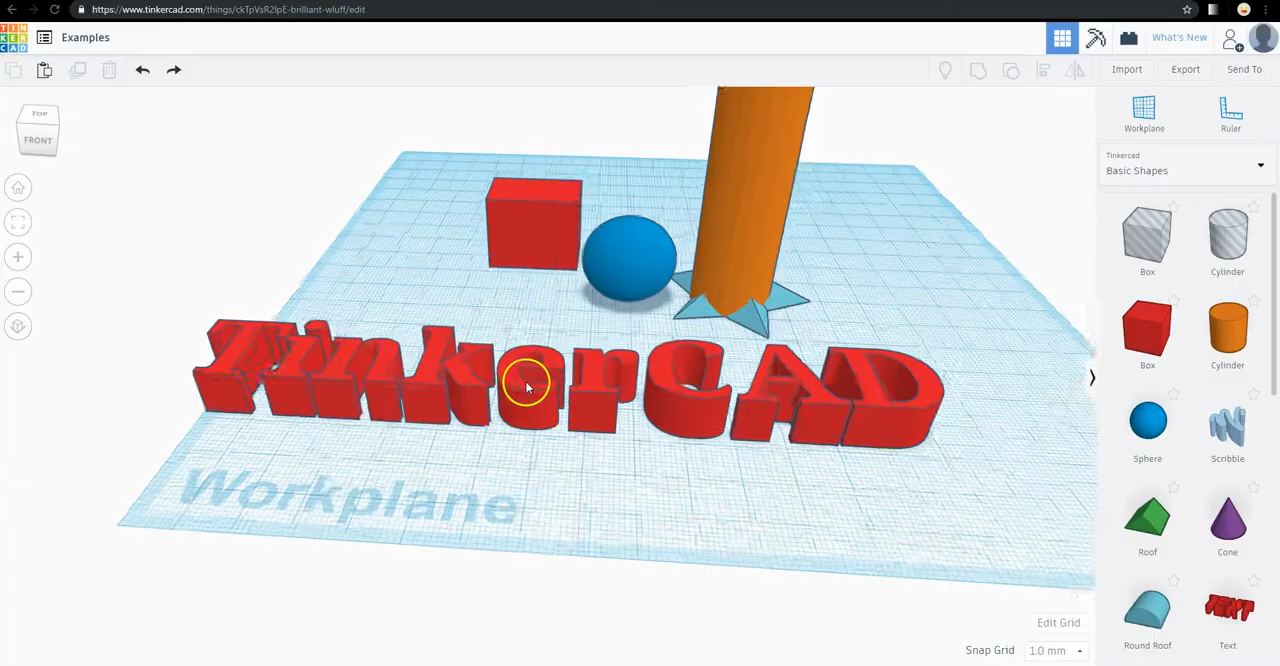 https://www.tinkercad.com/things/ckTpVsR2lpE-brilliant-wluff/edit
TIN
KER
CAD
Examples
What's New
Import
Export
Send To
TOP
FRONT
Workplane
Ruler
Tinkercad
Basic Shapes
Box
Cylinder
Box
Cylinder
Sphere
Scribble
Roof
Cone
TEXT
Round Roof
Text
TinkerCAD
Workplane
Edit Grid
Snap Grid
1.0 mm